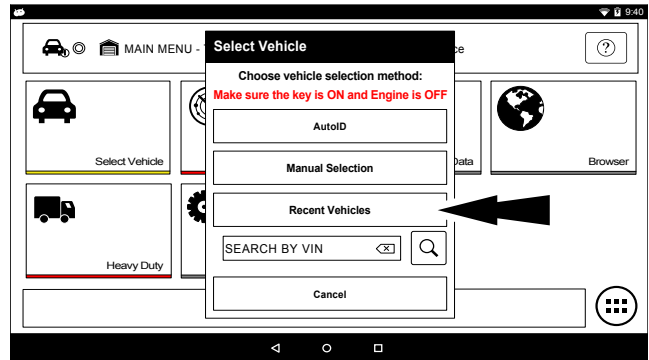 9:40
MAIN MENU -
Select Vehicle
ce
?
Choose vehicle selection method:
Make sure the key is ON and Engine is OFF
AutoID
Select Vehicle
Manual Selection
Data
Browser
Recent Vehicles
SEARCH BY VIN
Heavy Duty
Cancel